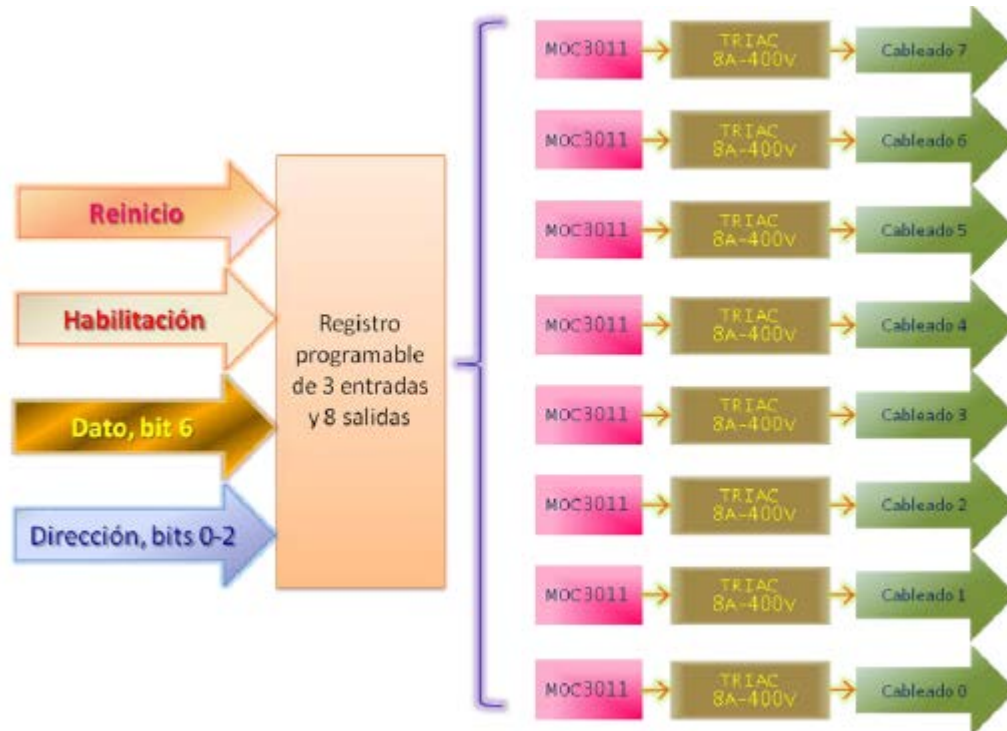 Reinicio
Habilitación
Dato, bit 6
Dirección, bits 0-2
Registro
programable
de 3 entradas
y 8 salidas
MOC3011
TRIAC
8A-400V
Cableado 7
MOC3011
TRIAC
8A-400V
Cableado 6
MOC3011
TRIAC
8A-400V
Cableado 5
MOC3011
TRIAC
8A-400V
Cableado 4
MOC3011
TRIAC
8A-400V
Cableado 3
MOC3011
TRIAC
8A-400V
Cableado 2
MOC3011
TRIAC
8A-400V
Cableado 1
MOC3011
TRIAC
8A-400V
Cableado 0